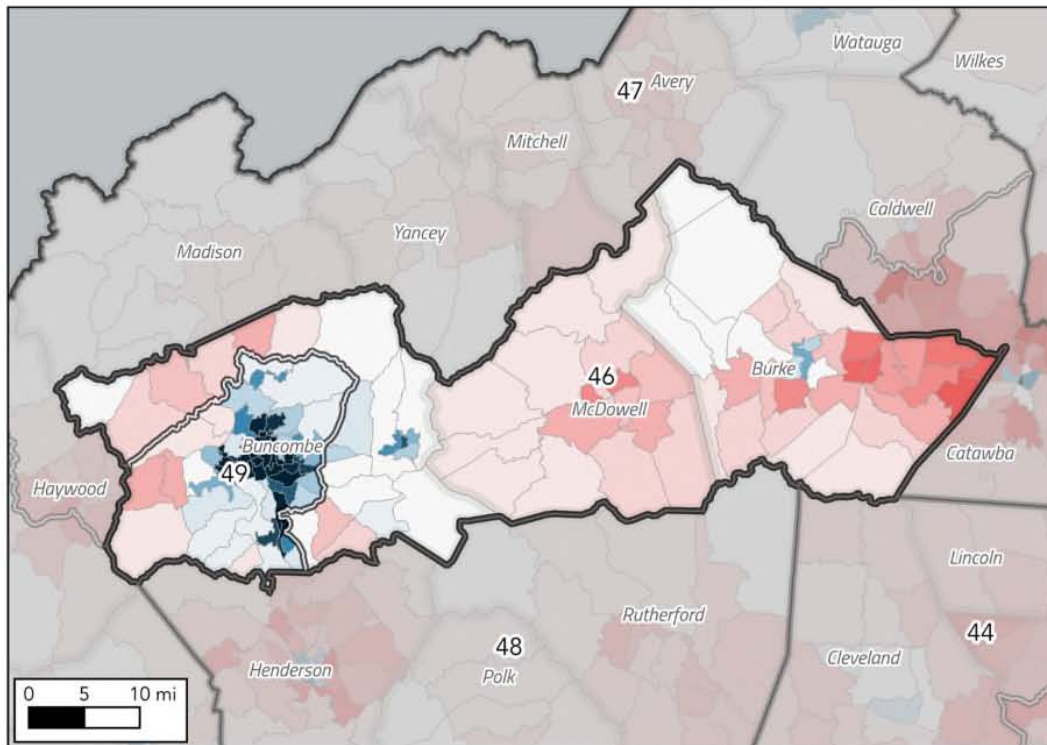 Watauga
Wilkes
47
Avery
Mitchell
Caldwell
Yancey
Madison
46
Burke
McDowell
Buncombe
49
Haywood
Catawba
Lincoln
Rutherford
44
48
Cleveland
Henderson
Polk
0 5 10 mi